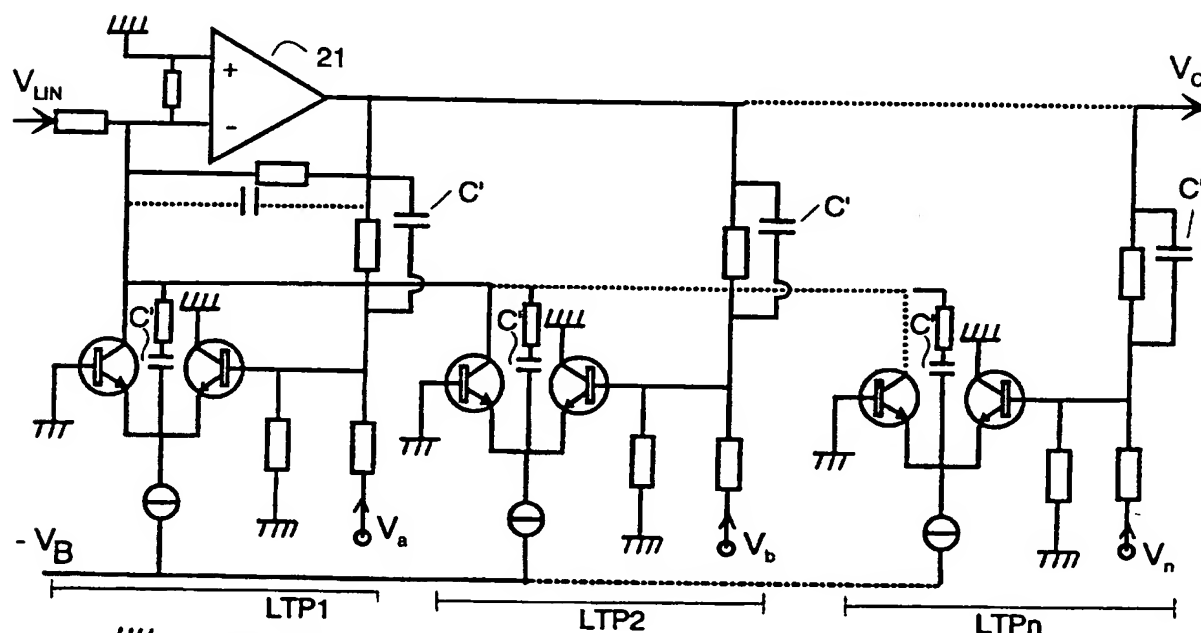 21
V_LIN
V_O
+
-
C'
C'
C'
C'
C'
C'
V_a
V_b
V_n
- V_B
LTP1
LTP2
LTPn